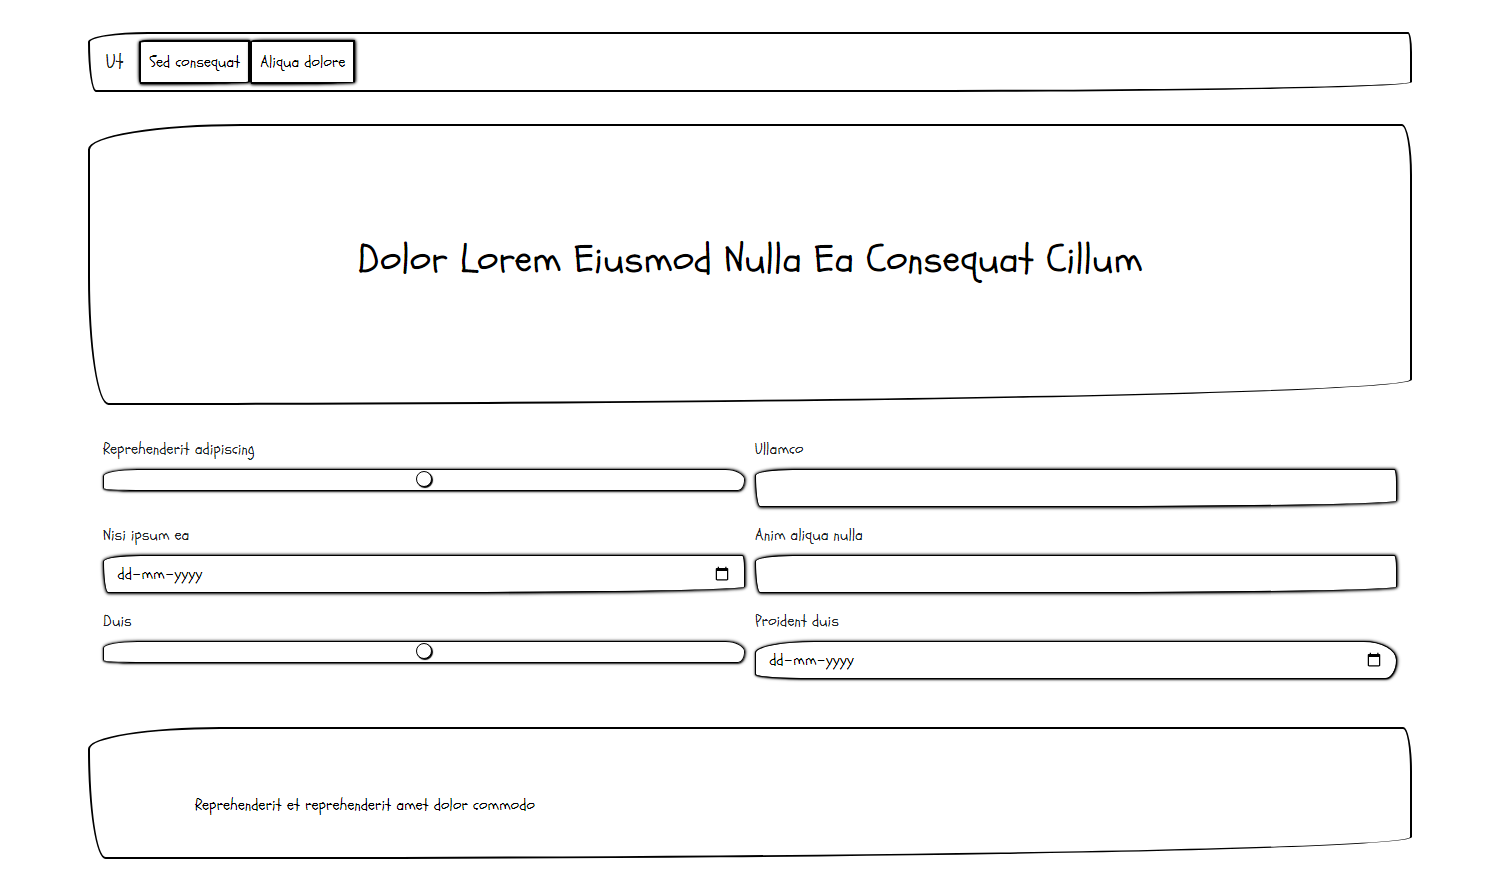 Ut Sed consequat Aliqua dolore
Dolor Lorem Eiusmod Nulla Ea Consequat Cillum
Reprehenderit adipiscing
Ullamco
Nisi ipsum ea
dd-mm-yyyy
Anim aliqua nulla
Duis
Proident duis
dd-mm-yyyy
Reprehenderit et reprehenderit amet dolor commodo